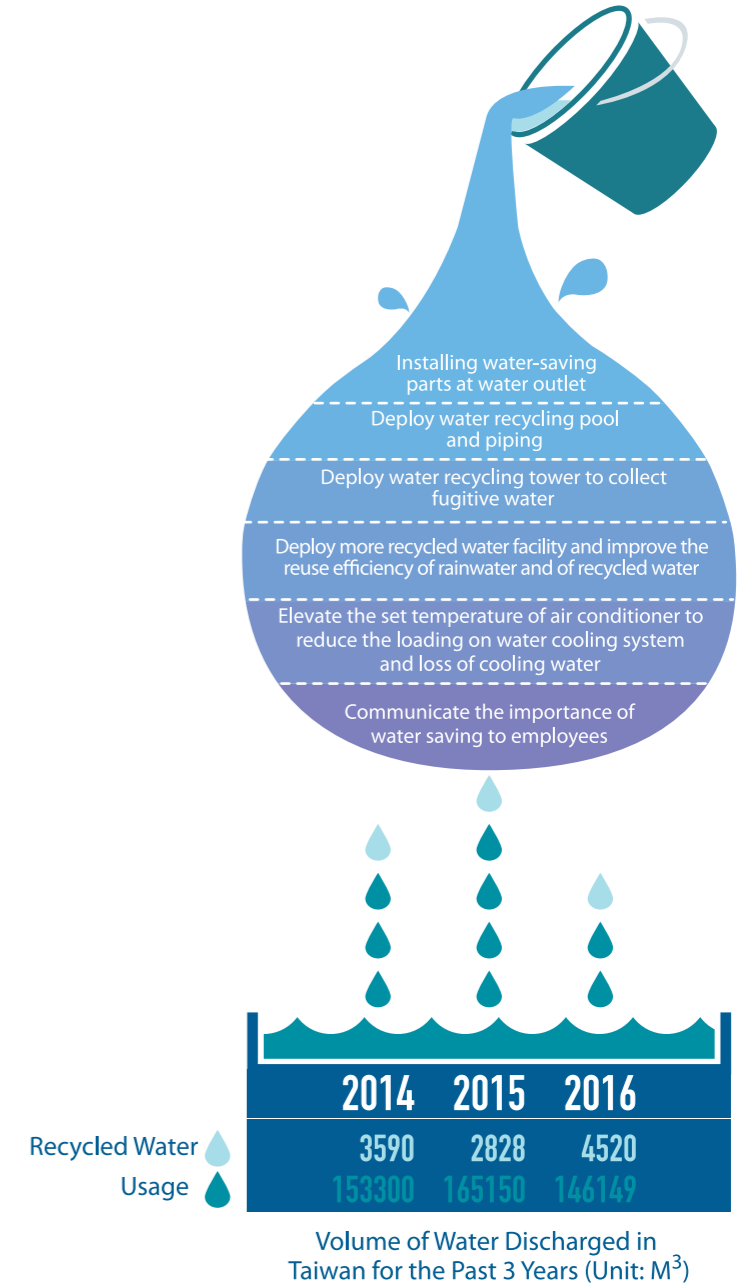 Installing water-saving
parts at water outlet
Deploy water recycling pool
and piping
Deploy water recycling tower to collect
fugitive water
Deploy more recycled water facility and improve the
reuse efficiency of rainwater and of recycled water
Elevate the set temperature of air conditioner to
reduce the loading on water cooling system
and loss of cooling water
Communicate the importance of
water saving to employees
2014 2015 2016
Recycled Water 3590 2828 4520
Usage 153300 165150 146149
Volume of Water Discharged in
Taiwan for the Past 3 Years (Unit: M³)